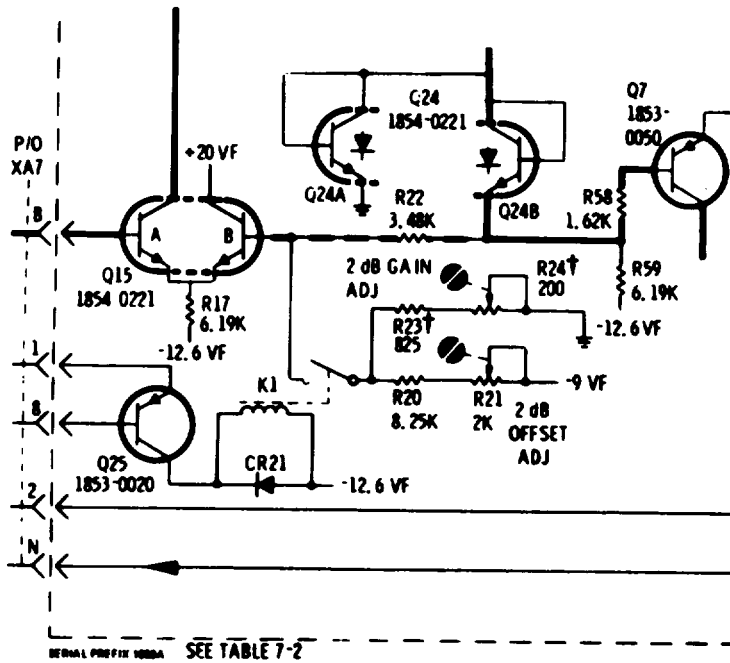 Q24
1854-0221
Q7
1853-
0050
P/O
XA7
+20 VF
Q24A
R22
3.48K
Q24B
R58
1.62K
B
A
B
Q15
1854 0221
R17
6.19K
-12.6 VF
2 dB GAIN
ADJ
R24†
200
R59
6.19K
-12.6 VF
R23†
825
1
K1
R20
8.25K
R21
2K
-9 VF
2 dB
OFFSET
ADJ
8
Q25
1853-0020
CR21
-12.6 VF
2
N
SERIAL PREFIX
SEE TABLE 7-2